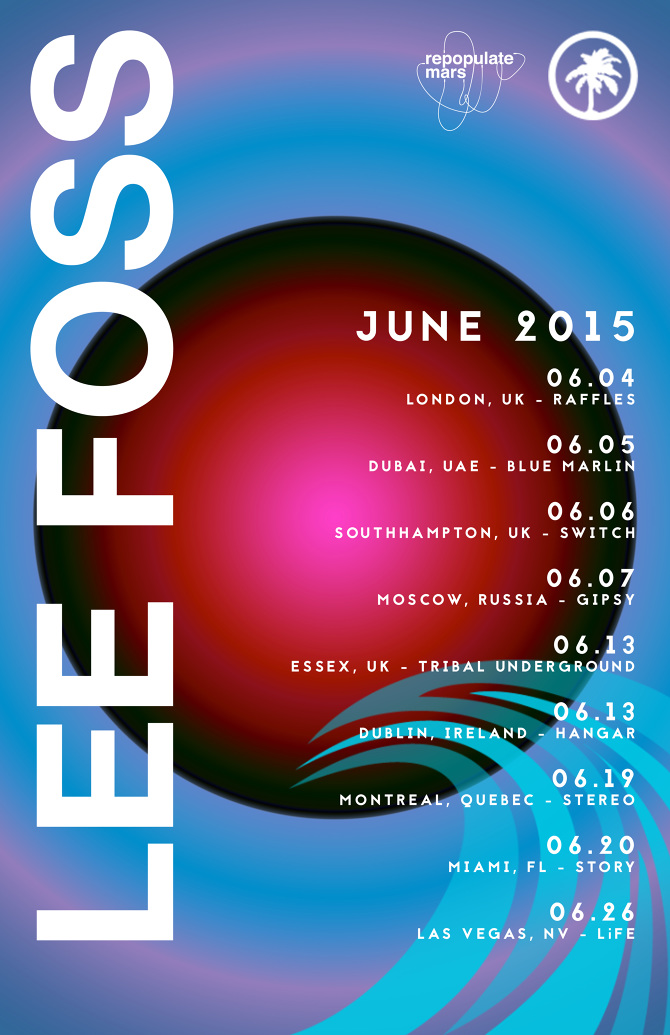 LEE FOSS
repopulate
mars
JUNE 2015
06.04
LONDON, UK - RAFFLES
06.05
DUBAI, UAE - BLUE MARLIN
06.06
SOUTHHAMPTON, UK - SWITCH
06.07
MOSCOW, RUSSIA - GIPSY
06.13
ESSEX, UK - TRIBAL UNDERGROUND
06.13
DUBLIN, IRELAND - HANGAR
06.19
MONTREAL, QUEBEC - STEREO
06.20
MIAMI, FL - STORY
06.26
LAS VEGAS, NV - LiFE